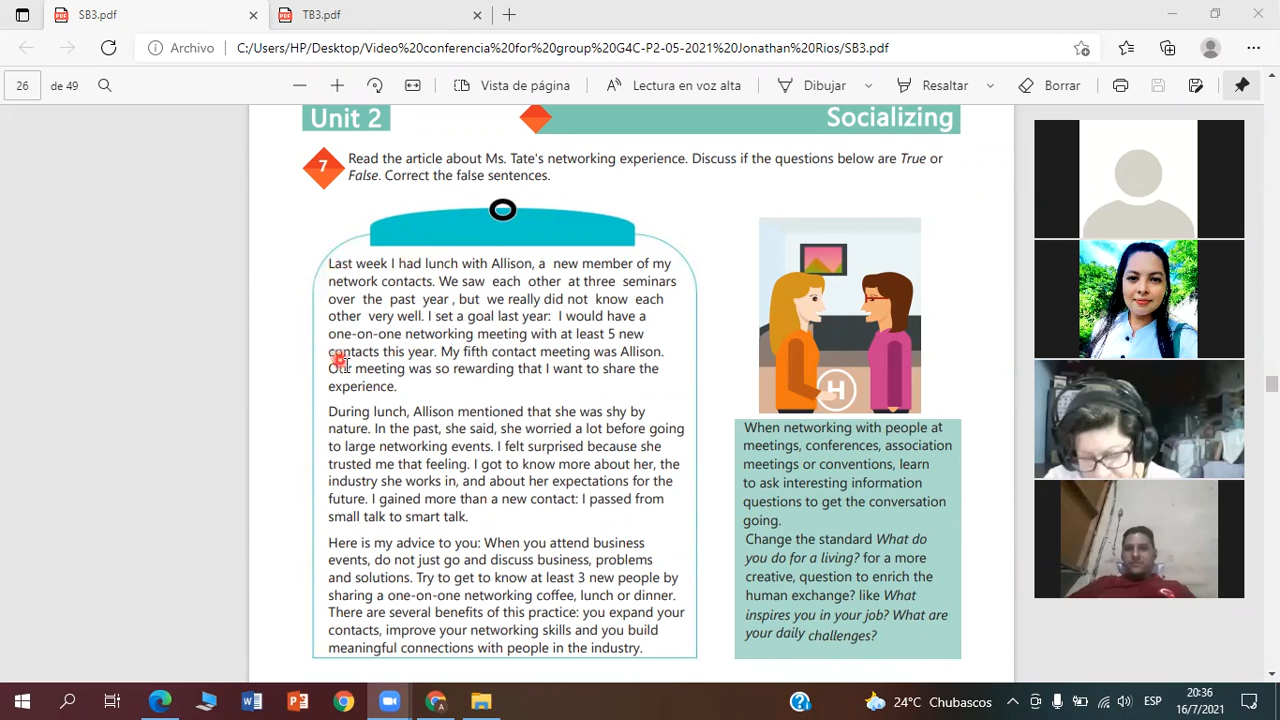 SB3.pdf
TB3.pdf
Archivo
C:/Users/HP/Desktop/Video%20conferencia%20for%20group%20G4C-P2-05-2021%20Jonathan%20Rios/SB3.pdf
26 de 49
Vista de página
Lectura en voz alta
Dibujar
Resaltar
Borrar
Unit 2
Socializing
7
Read the article about Ms. Tate's networking experience. Discuss if the questions below are True or
False. Correct the false sentences.
Last week I had lunch with Allison, a new member of my
network contacts. We saw each other at three seminars
over the past year , but we really did not know each
other very well. I set a goal last year: I would have a
one-on-one networking meeting with at least 5 new
contacts this year. My fifth contact meeting was Allison.
Our meeting was so rewarding that I want to share the
experience.
During lunch, Allison mentioned that she was shy by
nature. In the past, she said, she worried a lot before going
to large networking events. I felt surprised because she
trusted me that feeling. I got to know more about her, the
industry she works in, and about her expectations for the
future. I gained more than a new contact: I passed from
small talk to smart talk.
Here is my advice to you: When you attend business
events, do not just go and discuss business, problems
and solutions. Try to get to know at least 3 new people by
sharing a one-on-one networking coffee, lunch or dinner.
There are several benefits of this practice: you expand your
contacts, improve your networking skills and you build
meaningful connections with people in the industry.
H
When networking with people at
meetings, conferences, association
meetings or conventions, learn
to ask interesting information
questions to get the conversation
going.
Change the standard What do
you do for a living? for a more
creative, question to enrich the
human exchange? like What
inspires you in your job? What are
your daily challenges?
24°C Chubascos
ESP
20:36
16/7/2021